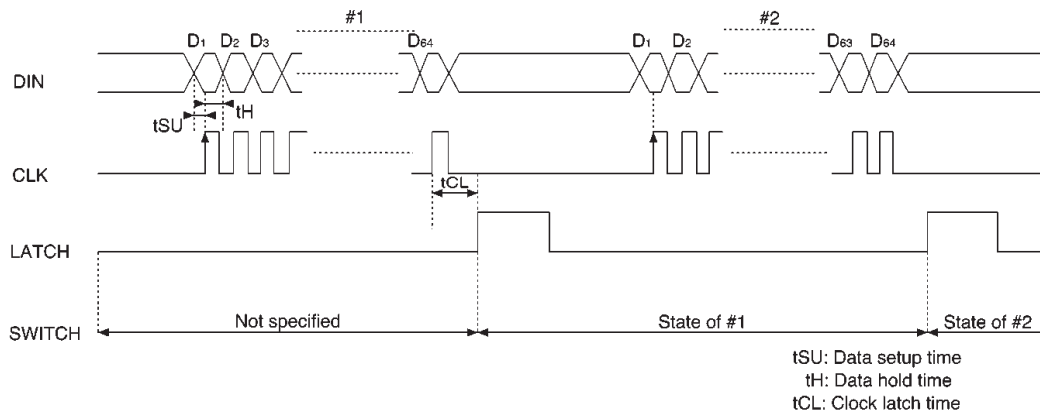 #1
#2
D1 D2 D3 D64 D1 D2 D63 D64
DIN
tH
tSU
CLK
tCL
LATCH
SWITCH
Not specified
State of #1
State of #2
tSU: Data setup time
tH: Data hold time
tCL: Clock latch time